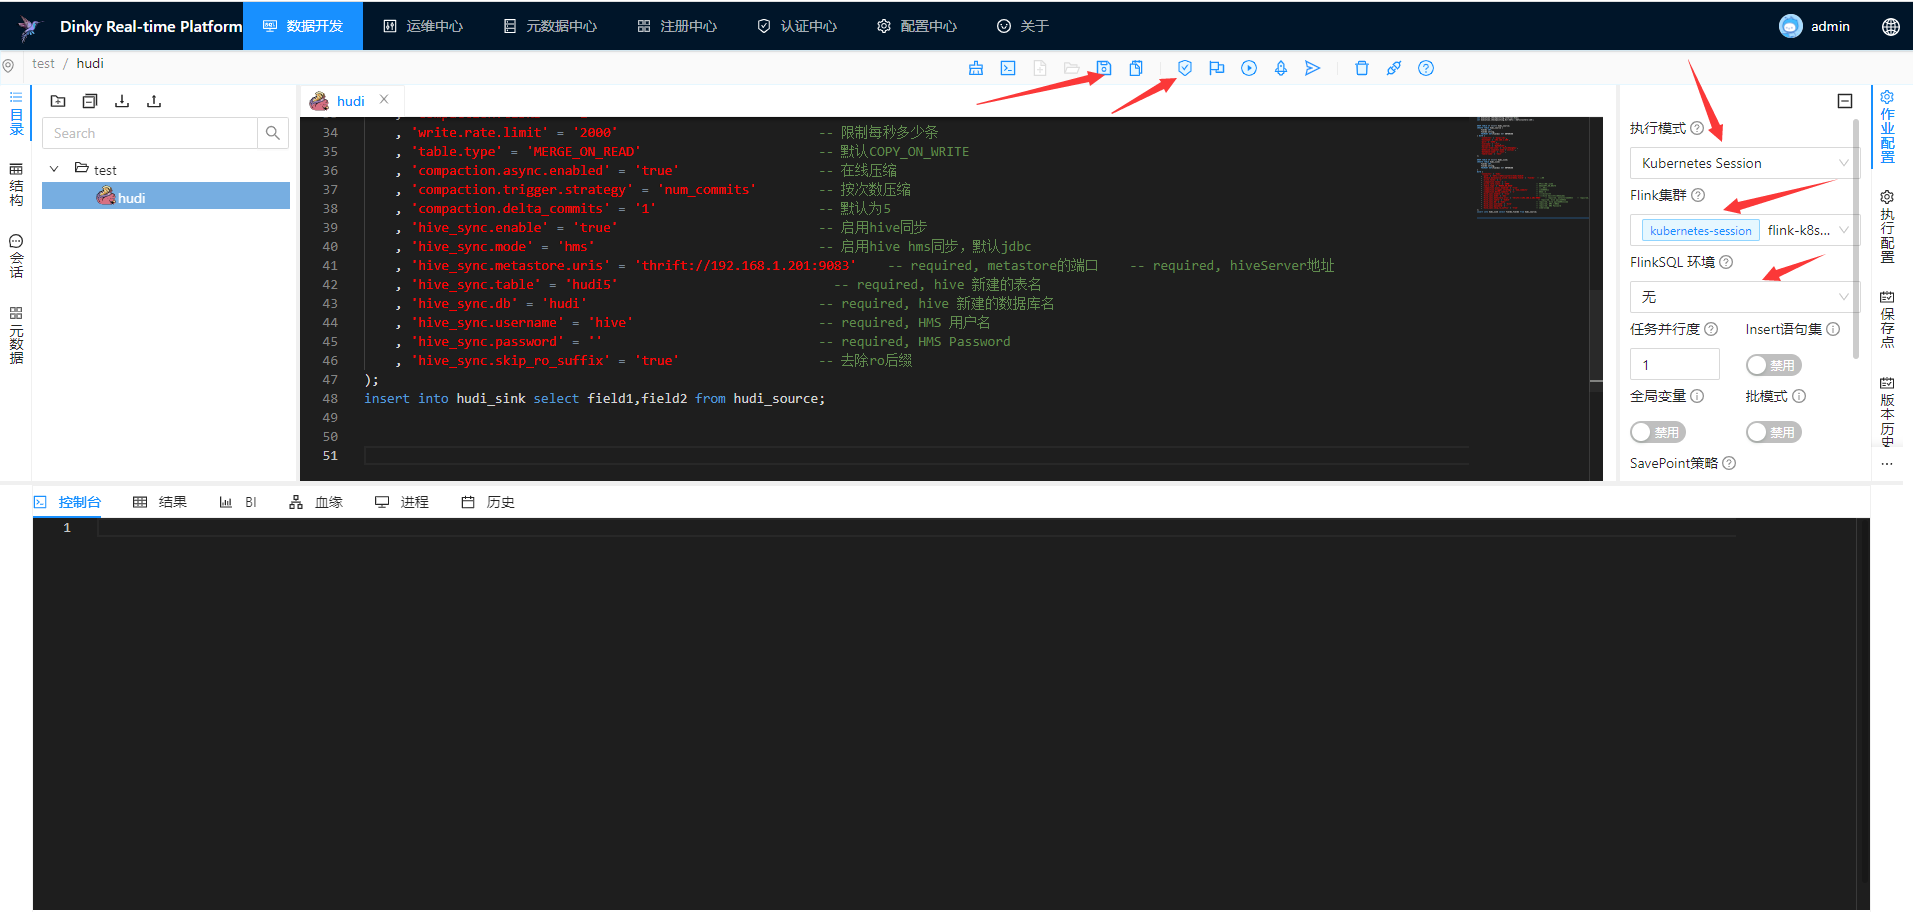 Dinky Real-time Platform 数据开发 运维中心 元数据中心 注册中心 认证中心 配置中心 关于 admin
test / hudi
目录
结构
会话
元数据
Search
test
hudi
hudi
34 , 'write.rate.limit' = '2000' -- 限制每秒多少条
35 , 'table.type' = 'MERGE_ON_READ' -- 默认COPY_ON_WRITE
36 , 'compaction.async.enabled' = 'true' -- 在线压缩
37 , 'compaction.trigger.strategy' = 'num_commits' -- 按次数压缩
38 , 'compaction.delta_commits' = '1' -- 默认为5
39 , 'hive_sync.enable' = 'true' -- 启用hive同步
40 , 'hive_sync.mode' = 'hms' -- 启用hive hms同步，默认jdbc
41 , 'hive_sync.metastore.uris' = 'thrift://192.168.1.201:9083' -- required, metastore的端口 -- required, hiveServer地址
42 , 'hive_sync.table' = 'hudi5' -- required, hive 新建的表名
43 , 'hive_sync.db' = 'hudi' -- required, hive 新建的数据库名
44 , 'hive_sync.username' = 'hive' -- required, HMS 用户名
45 , 'hive_sync.password' = '' -- required, HMS Password
46 , 'hive_sync.skip_ro_suffix' = 'true' -- 去除ro后缀
47 );
48 insert into hudi_sink select field1,field2 from hudi_source;
49
50
51
执行模式
Kubernetes Session
Flink集群
kubernetes-session flink-k8s...
FlinkSQL 环境
无
任务并行度 Insert语句集
1 禁用
全局变量 批模式
禁用 禁用
SavePoint策略
作业配置
执行配置
保存点
版本历史
...
控制台 结果 BI 血缘 进程 历史
1